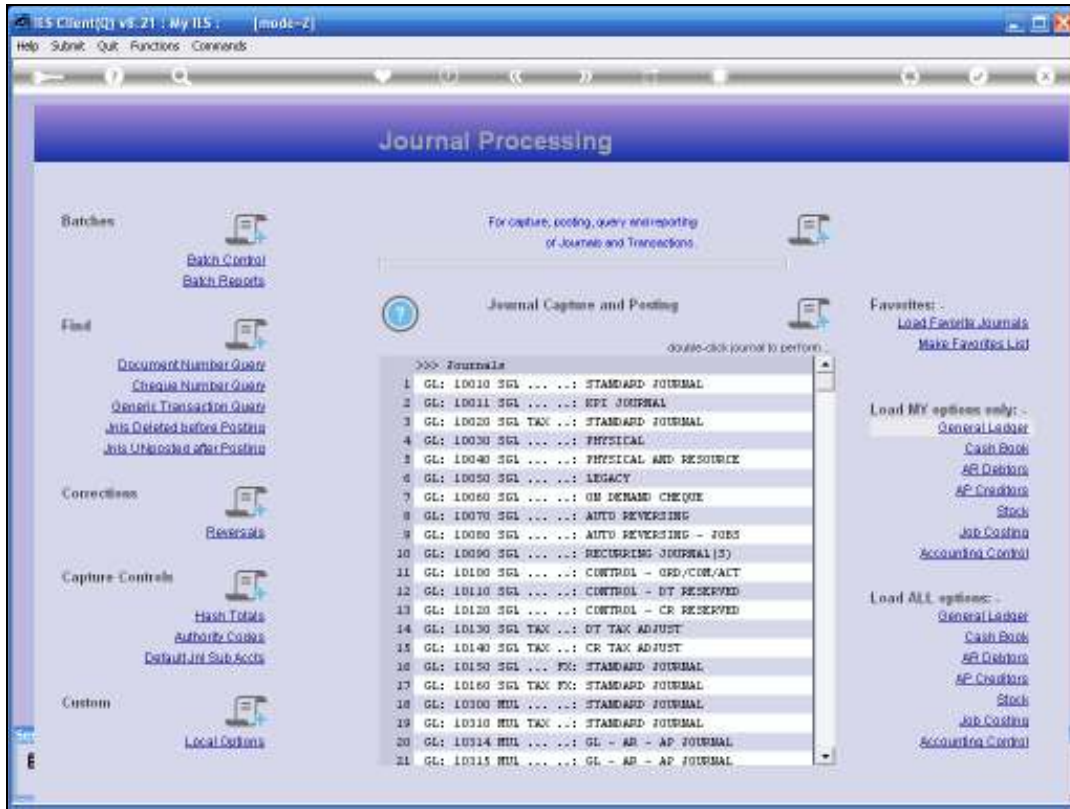 IES Client(Q) v8.21 : My IES : [mode=2]
Help Submit Quit Functions Commands
Journal Processing
Batches
Batch Control
Batch Reports
Find
Document Number Query
Cheque Number Query
Generic Transaction Query
Jnls Deleted before Posting
Jnls UNposted after Posting
Corrections
Reversals
Capture Controls
Hash Totals
Authority Codes
Default Jnl Sub Accts
Custom
Local Options
For capture, posting, query and reporting
of Journals and Transactions.
Journal Capture and Posting
double-click journal to perform ..
>>> Journals
1 GL: 10010 SGL ... ..: STANDARD JOURNAL
2 GL: 10011 SGL ... ..: KPI JOURNAL
3 GL: 10020 SGL TAX ..: STANDARD JOURNAL
4 GL: 10030 SGL ... ..: PHYSICAL
5 GL: 10040 SGL ... ..: PHYSICAL AND RESOURCE
6 GL: 10050 SGL ... ..: LEGACY
7 GL: 10060 SGL ... ..: ON DEMAND CHEQUE
8 GL: 10070 SGL ... ..: AUTO REVERSING
9 GL: 10080 SGL ... ..: AUTO REVERSING - JOBS
10 GL: 10090 SGL ... ..: RECURRING JOURNAL(S)
11 GL: 10100 SGL ... ..: CONTROL - ORD/COM/ACT
12 GL: 10110 SGL ... ..: CONTROL - DT RESERVED
13 GL: 10120 SGL ... ..: CONTROL - CR RESERVED
14 GL: 10130 SGL TAX ..: DT TAX ADJUST
15 GL: 10140 SGL TAX ..: CR TAX ADJUST
16 GL: 10150 SGL ... FX: STANDARD JOURNAL
17 GL: 10160 SGL TAX FX: STANDARD JOURNAL
18 GL: 10300 MUL ... ..: STANDARD JOURNAL
19 GL: 10310 MUL TAX ..: STANDARD JOURNAL
20 GL: 10314 MUL ... ..: GL - AR - AP JOURNAL
21 GL: 10315 MUL ... ..: GL - AR - AP JOURNAL
Favorites: -
Load Favorite Journals
Make Favorites List
Load MY options only: -
General Ledger
Cash Book
AR Debtors
AP Creditors
Stock
Job Costing
Accounting Control
Load ALL options: -
General Ledger
Cash Book
AR Debtors
AP Creditors
Stock
Job Costing
Accounting Control